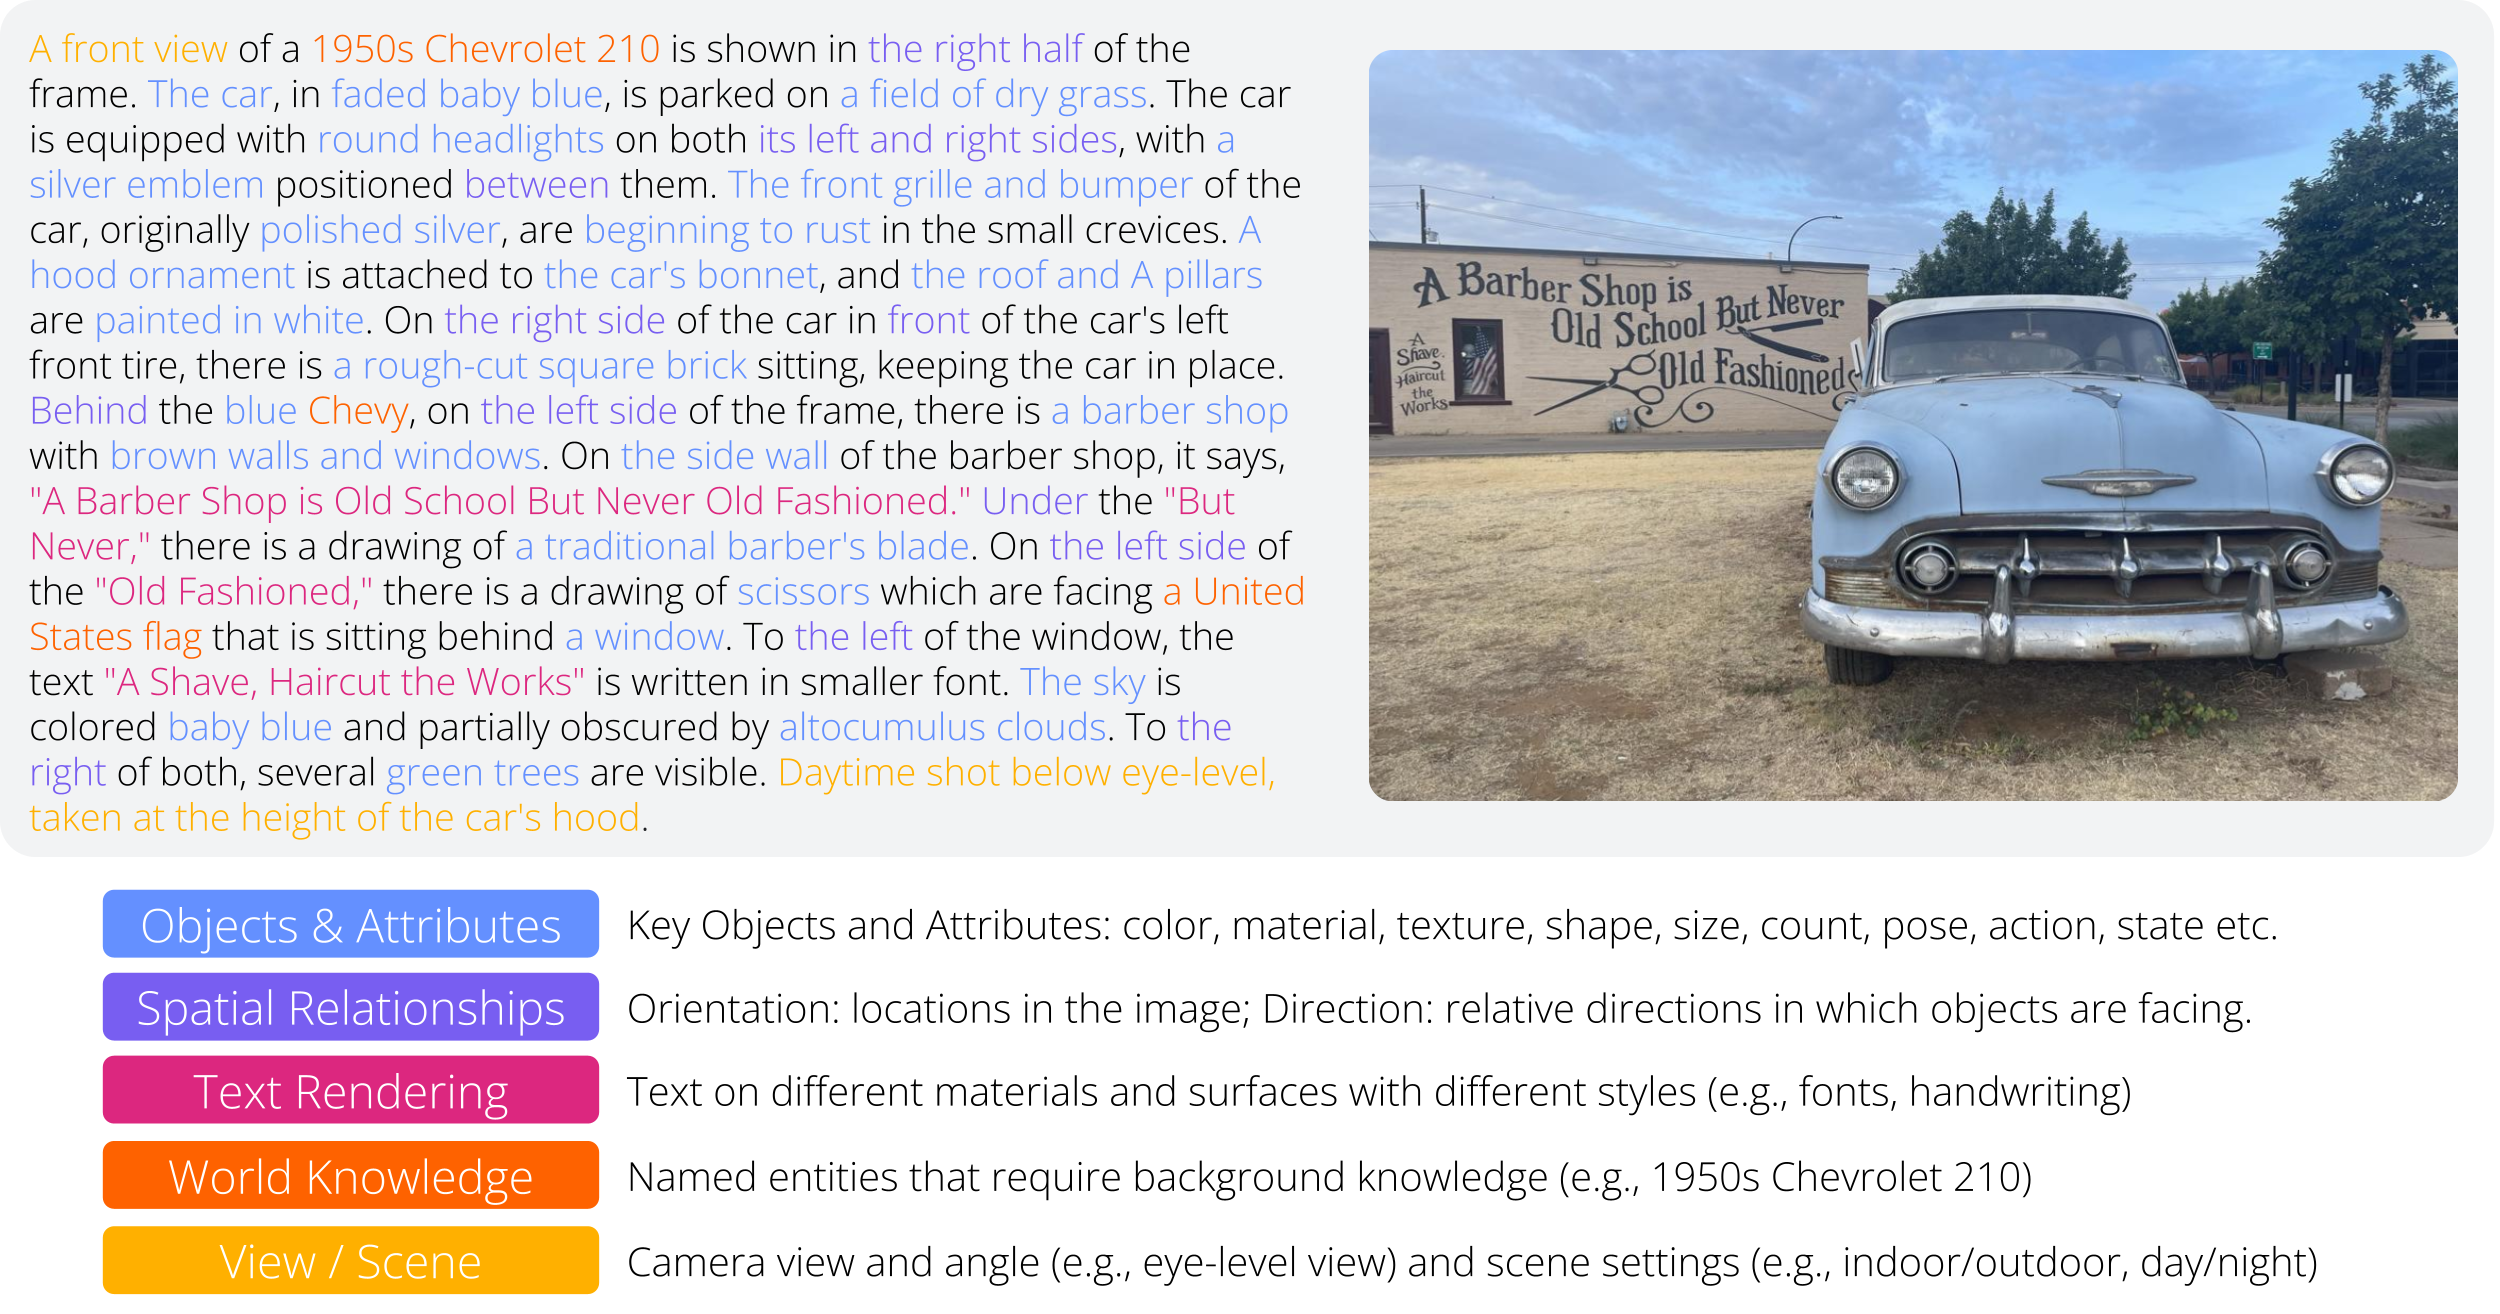 A front view of a 1950s Chevrolet 210 is shown in the right half of the
frame. The car, in faded baby blue, is parked on a field of dry grass. The car
is equipped with round headlights on both its left and right sides, with a
silver emblem positioned between them. The front grille and bumper of the
car, originally polished silver, are beginning to rust in the small crevices. A
hood ornament is attached to the car's bonnet, and the roof and A pillars
are painted in white. On the right side of the car in front of the car's left
front tire, there is a rough-cut square brick sitting, keeping the car in place.
Behind the blue Chevy, on the left side of the frame, there is a barber shop
with brown walls and windows. On the side wall of the barber shop, it says,
"A Barber Shop is Old School But Never Old Fashioned." Under the "But
Never," there is a drawing of a traditional barber's blade. On the left side of
the "Old Fashioned," there is a drawing of scissors which are facing a United
States flag that is sitting behind a window. To the left of the window, the
text "A Shave, Haircut the Works" is written in smaller font. The sky is
colored baby blue and partially obscured by altocumulus clouds. To the
right of both, several green trees are visible. Daytime shot below eye-level,
taken at the height of the car's hood.
A Barber Shop is
Old School But Never
Old Fashioned
A
Shave.
Haircut
the
Works
Objects & Attributes
Key Objects and Attributes: color, material, texture, shape, size, count, pose, action, state etc.
Spatial Relationships
Orientation: locations in the image; Direction: relative directions in which objects are facing.
Text Rendering
Text on different materials and surfaces with different styles (e.g., fonts, handwriting)
World Knowledge
Named entities that require background knowledge (e.g., 1950s Chevrolet 210)
View / Scene
Camera view and angle (e.g., eye-level view) and scene settings (e.g., indoor/outdoor, day/night)